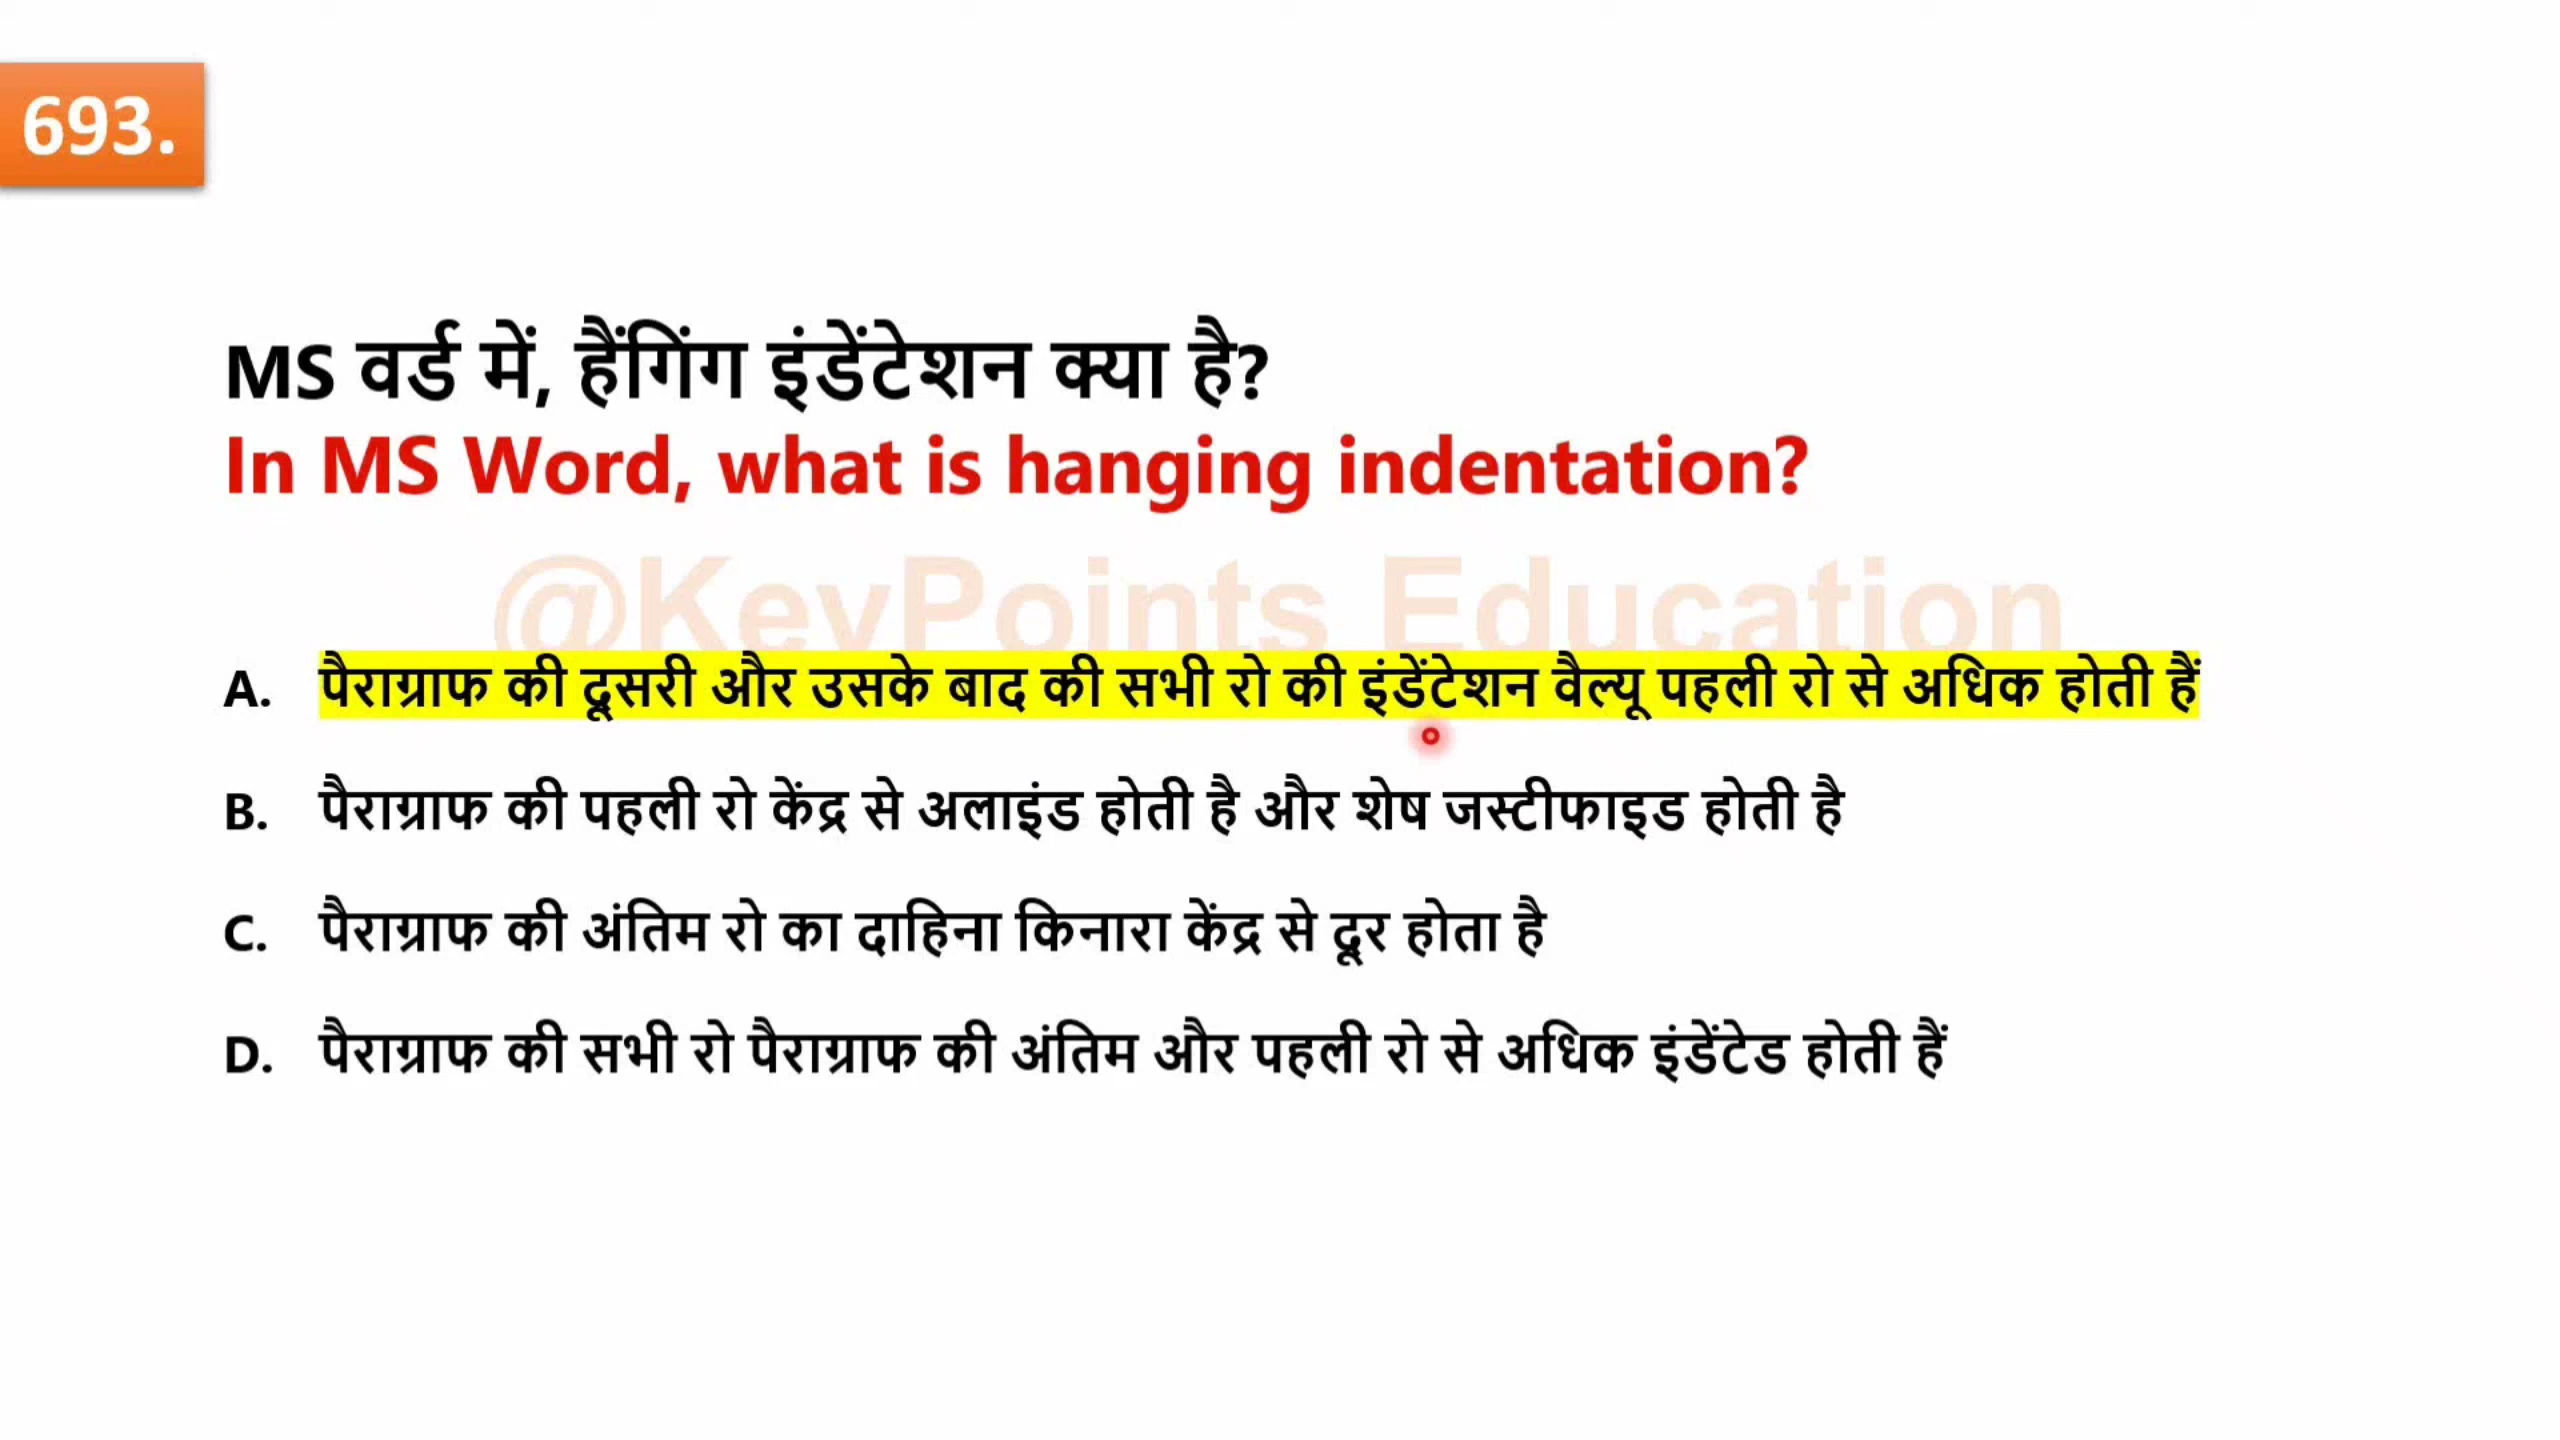 693.
MS वर्ड में, हैंगिंग इंडेंटेशन क्या है?
In MS Word, what is hanging indentation?
@KeyPoints Education
A. पैराग्राफ की दूसरी और उसके बाद की सभी रो की इंडेंटेशन वैल्यू पहली रो से अधिक होती हैं
B. पैराग्राफ की पहली रो केंद्र से अलाइंड होती है और शेष जस्टीफाइड होती है
C. पैराग्राफ की अंतिम रो का दाहिना किनारा केंद्र से दूर होता है
D. पैराग्राफ की सभी रो पैराग्राफ की अंतिम और पहली रो से अधिक इंडेंटेड होती हैं